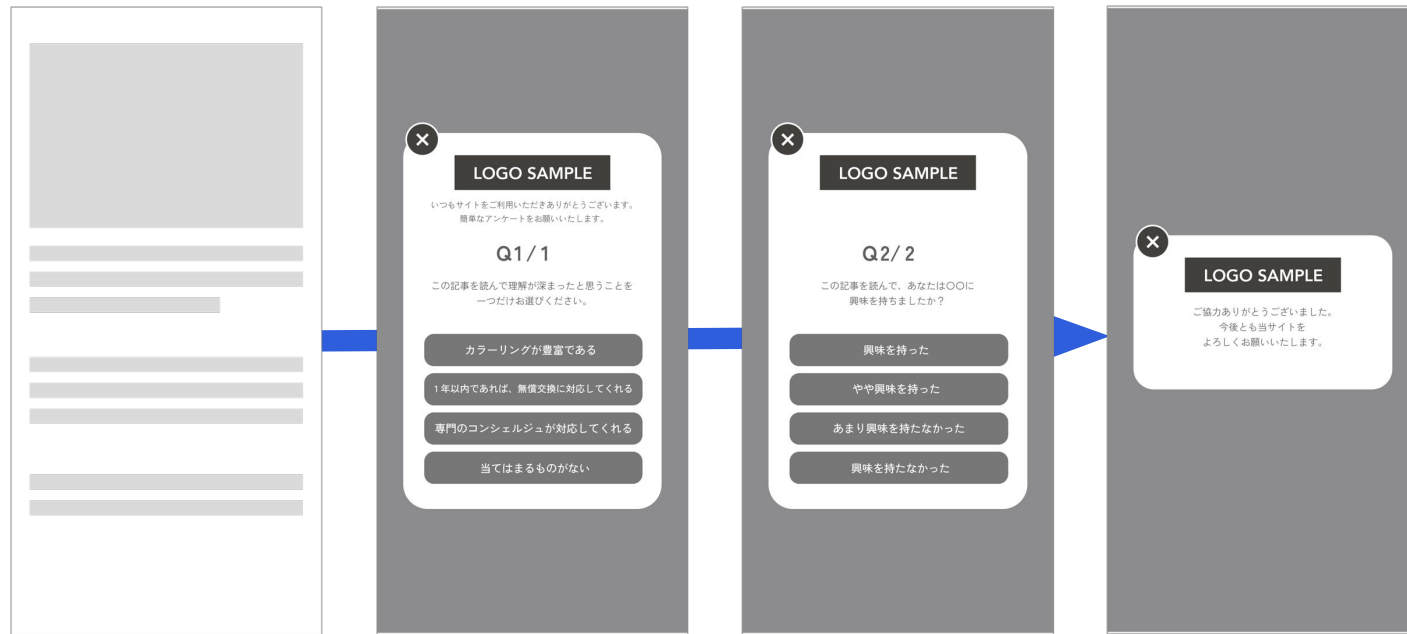 LOGO SAMPLE
いつもサイトをご利用いただきありがとうございます。
簡単なアンケートをお願いいたします。
Q1/1
この記事を読んで理解が深まったと思うことを
一つだけお選びください。
カラーリングが豊富である
1年以内であれば、無償交換に対応してくれる
専門のコンシェルジュが対応してくれる
当てはまるものがない
LOGO SAMPLE
Q2/2
この記事を読んで、あなたは〇〇に
興味を持ちましたか？
興味を持った
やや興味を持った
あまり興味を持たなかった
興味を持たなかった
LOGO SAMPLE
ご協力ありがとうございました。
今後とも当サイトを
よろしくお願いいたします。